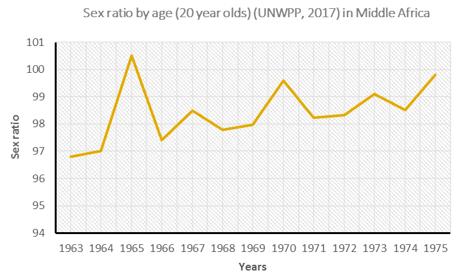 Sex ratio by age (20 year olds) (UNWPP, 2017) in Middle Africa
101
100
99
98
97
96
95
94
Sex ratio
1963 1964 1965 1966 1967 1968 1969 1970 1971 1972 1973 1974 1975
Years